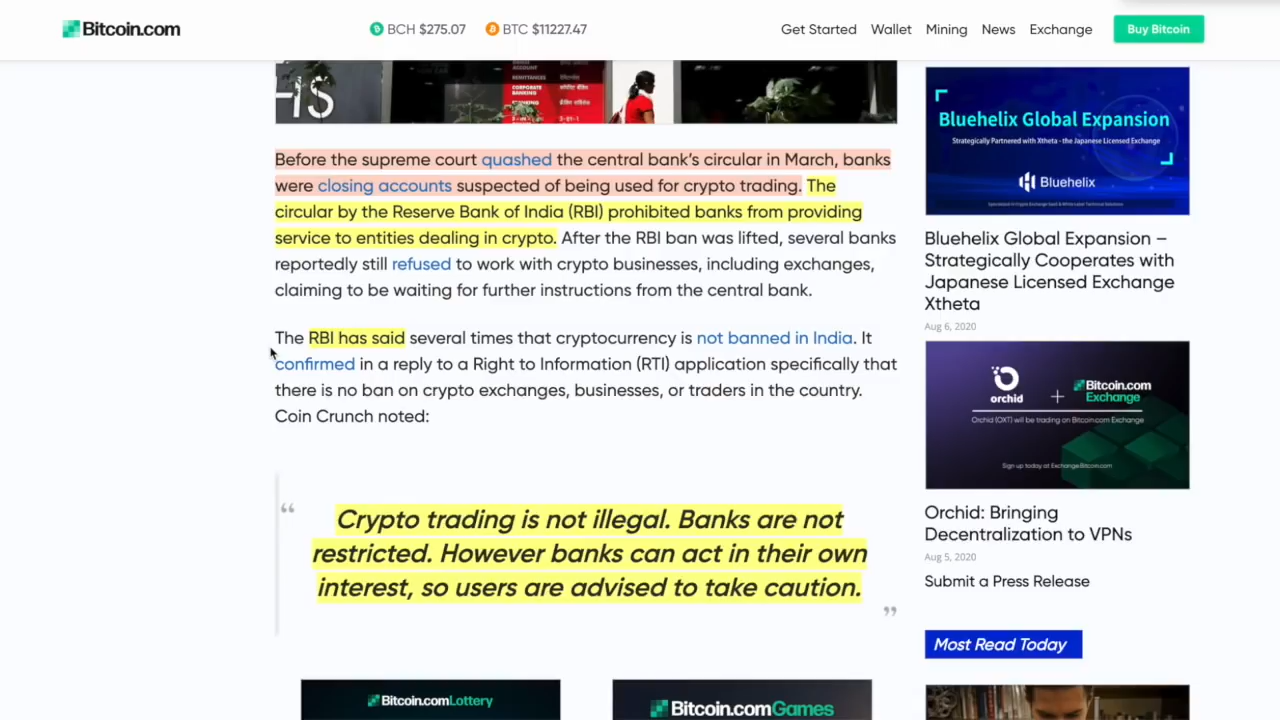 Bitcoin.com
BCH $275.07
BTC $11227.47
Get Started
Wallet
Mining
News
Exchange
Buy Bitcoin
HS
ACCOUNT
REMITTANCES
CORPORATE
BANKING
Before the supreme court quashed the central bank's circular in March, banks
were closing accounts suspected of being used for crypto trading. The
circular by the Reserve Bank of India (RBI) prohibited banks from providing
service to entities dealing in crypto. After the RBI ban was lifted, several banks
reportedly still refused to work with crypto businesses, including exchanges,
claiming to be waiting for further instructions from the central bank.
The RBI has said several times that cryptocurrency is not banned in India. It
confirmed in a reply to a Right to Information (RTI) application specifically that
there is no ban on crypto exchanges, businesses, or traders in the country.
Coin Crunch noted:
“ Crypto trading is not illegal. Banks are not
restricted. However banks can act in their own
interest, so users are advised to take caution. ”
Bitcoin.com Lottery
Bitcoin.com Games
Bluehelix Global Expansion
Strategically Partnered with Xtheta - the Japanese Licensed Exchange
Bluehelix
Bluehelix Global Expansion –
Strategically Cooperates with
Japanese Licensed Exchange
Xtheta
Aug 6, 2020
orchid
+
Bitcoin.com
Exchange
Orchid (OXT) will be trading on Bitcoin.com Exchange
Sign up today at Exchange.Bitcoin.com
Orchid: Bringing
Decentralization to VPNs
Aug 5, 2020
Submit a Press Release
Most Read Today